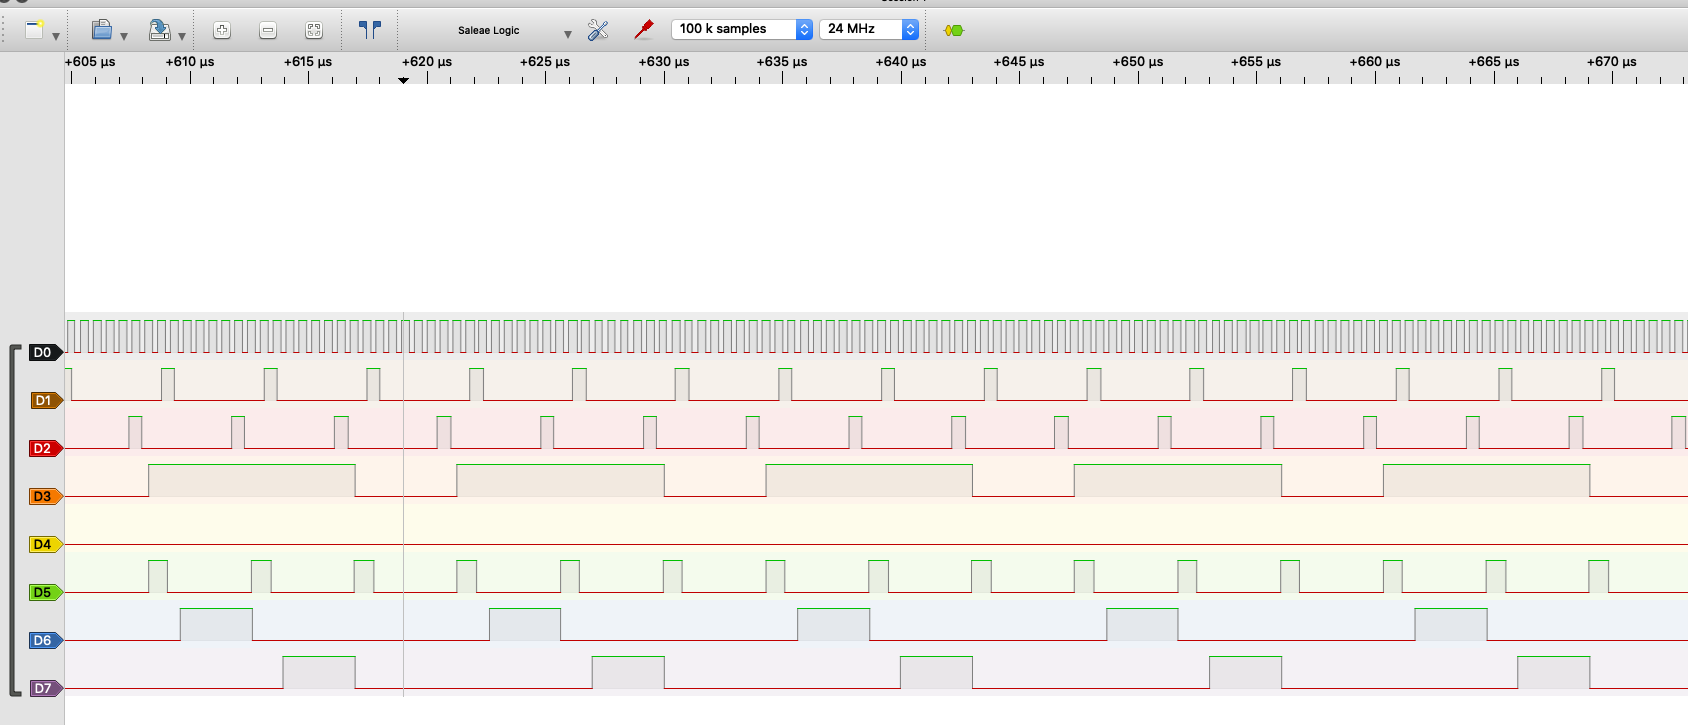 Saleae Logic
100 k samples
24 MHz
+605 µs +610 µs +615 µs +620 µs +625 µs +630 µs +635 µs +640 µs +645 µs +650 µs +655 µs +660 µs +665 µs +670 µs
D0
D1
D2
D3
D4
D5
D6
D7